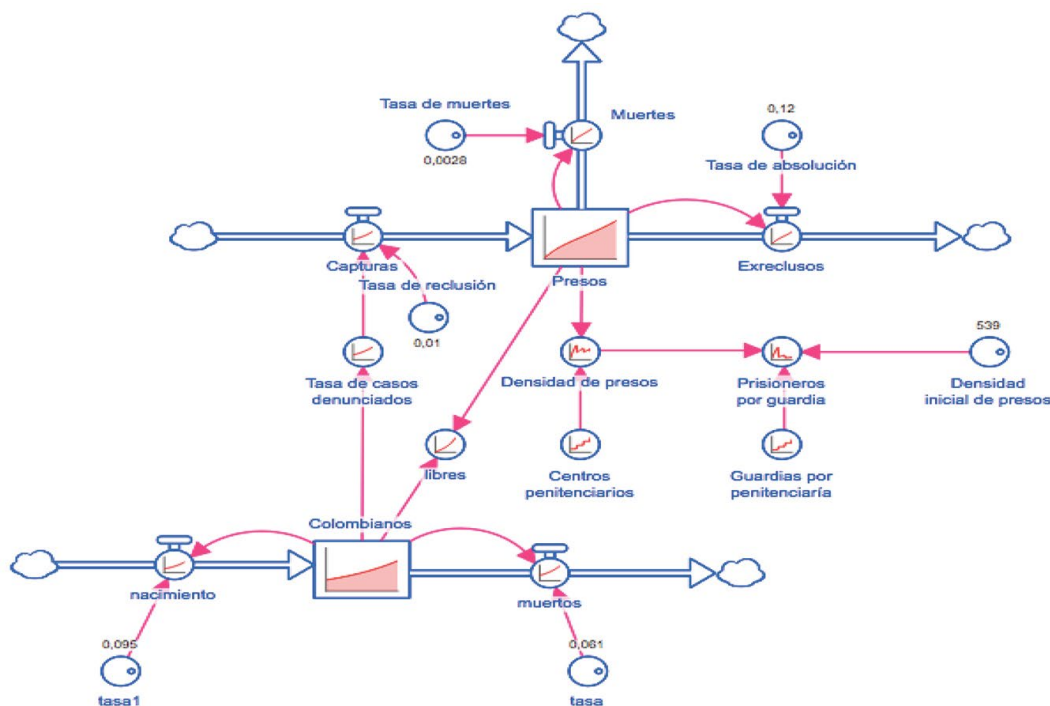 0,12
Tasa de muertes
Muertes
0,0028
Tasa de absolución
Capturas
Presos
Exreclusos
Tasa de reclusión
0,01
539
Tasa de casos
denunciados
Densidad de presos
Prisioneros
por guardia
Densidad
inicial de presos
libres
Centros
penitenciarios
Guardias por
penitenciaría
Colombianos
nacimiento
muertos
0,095
0,061
tasa1
tasa